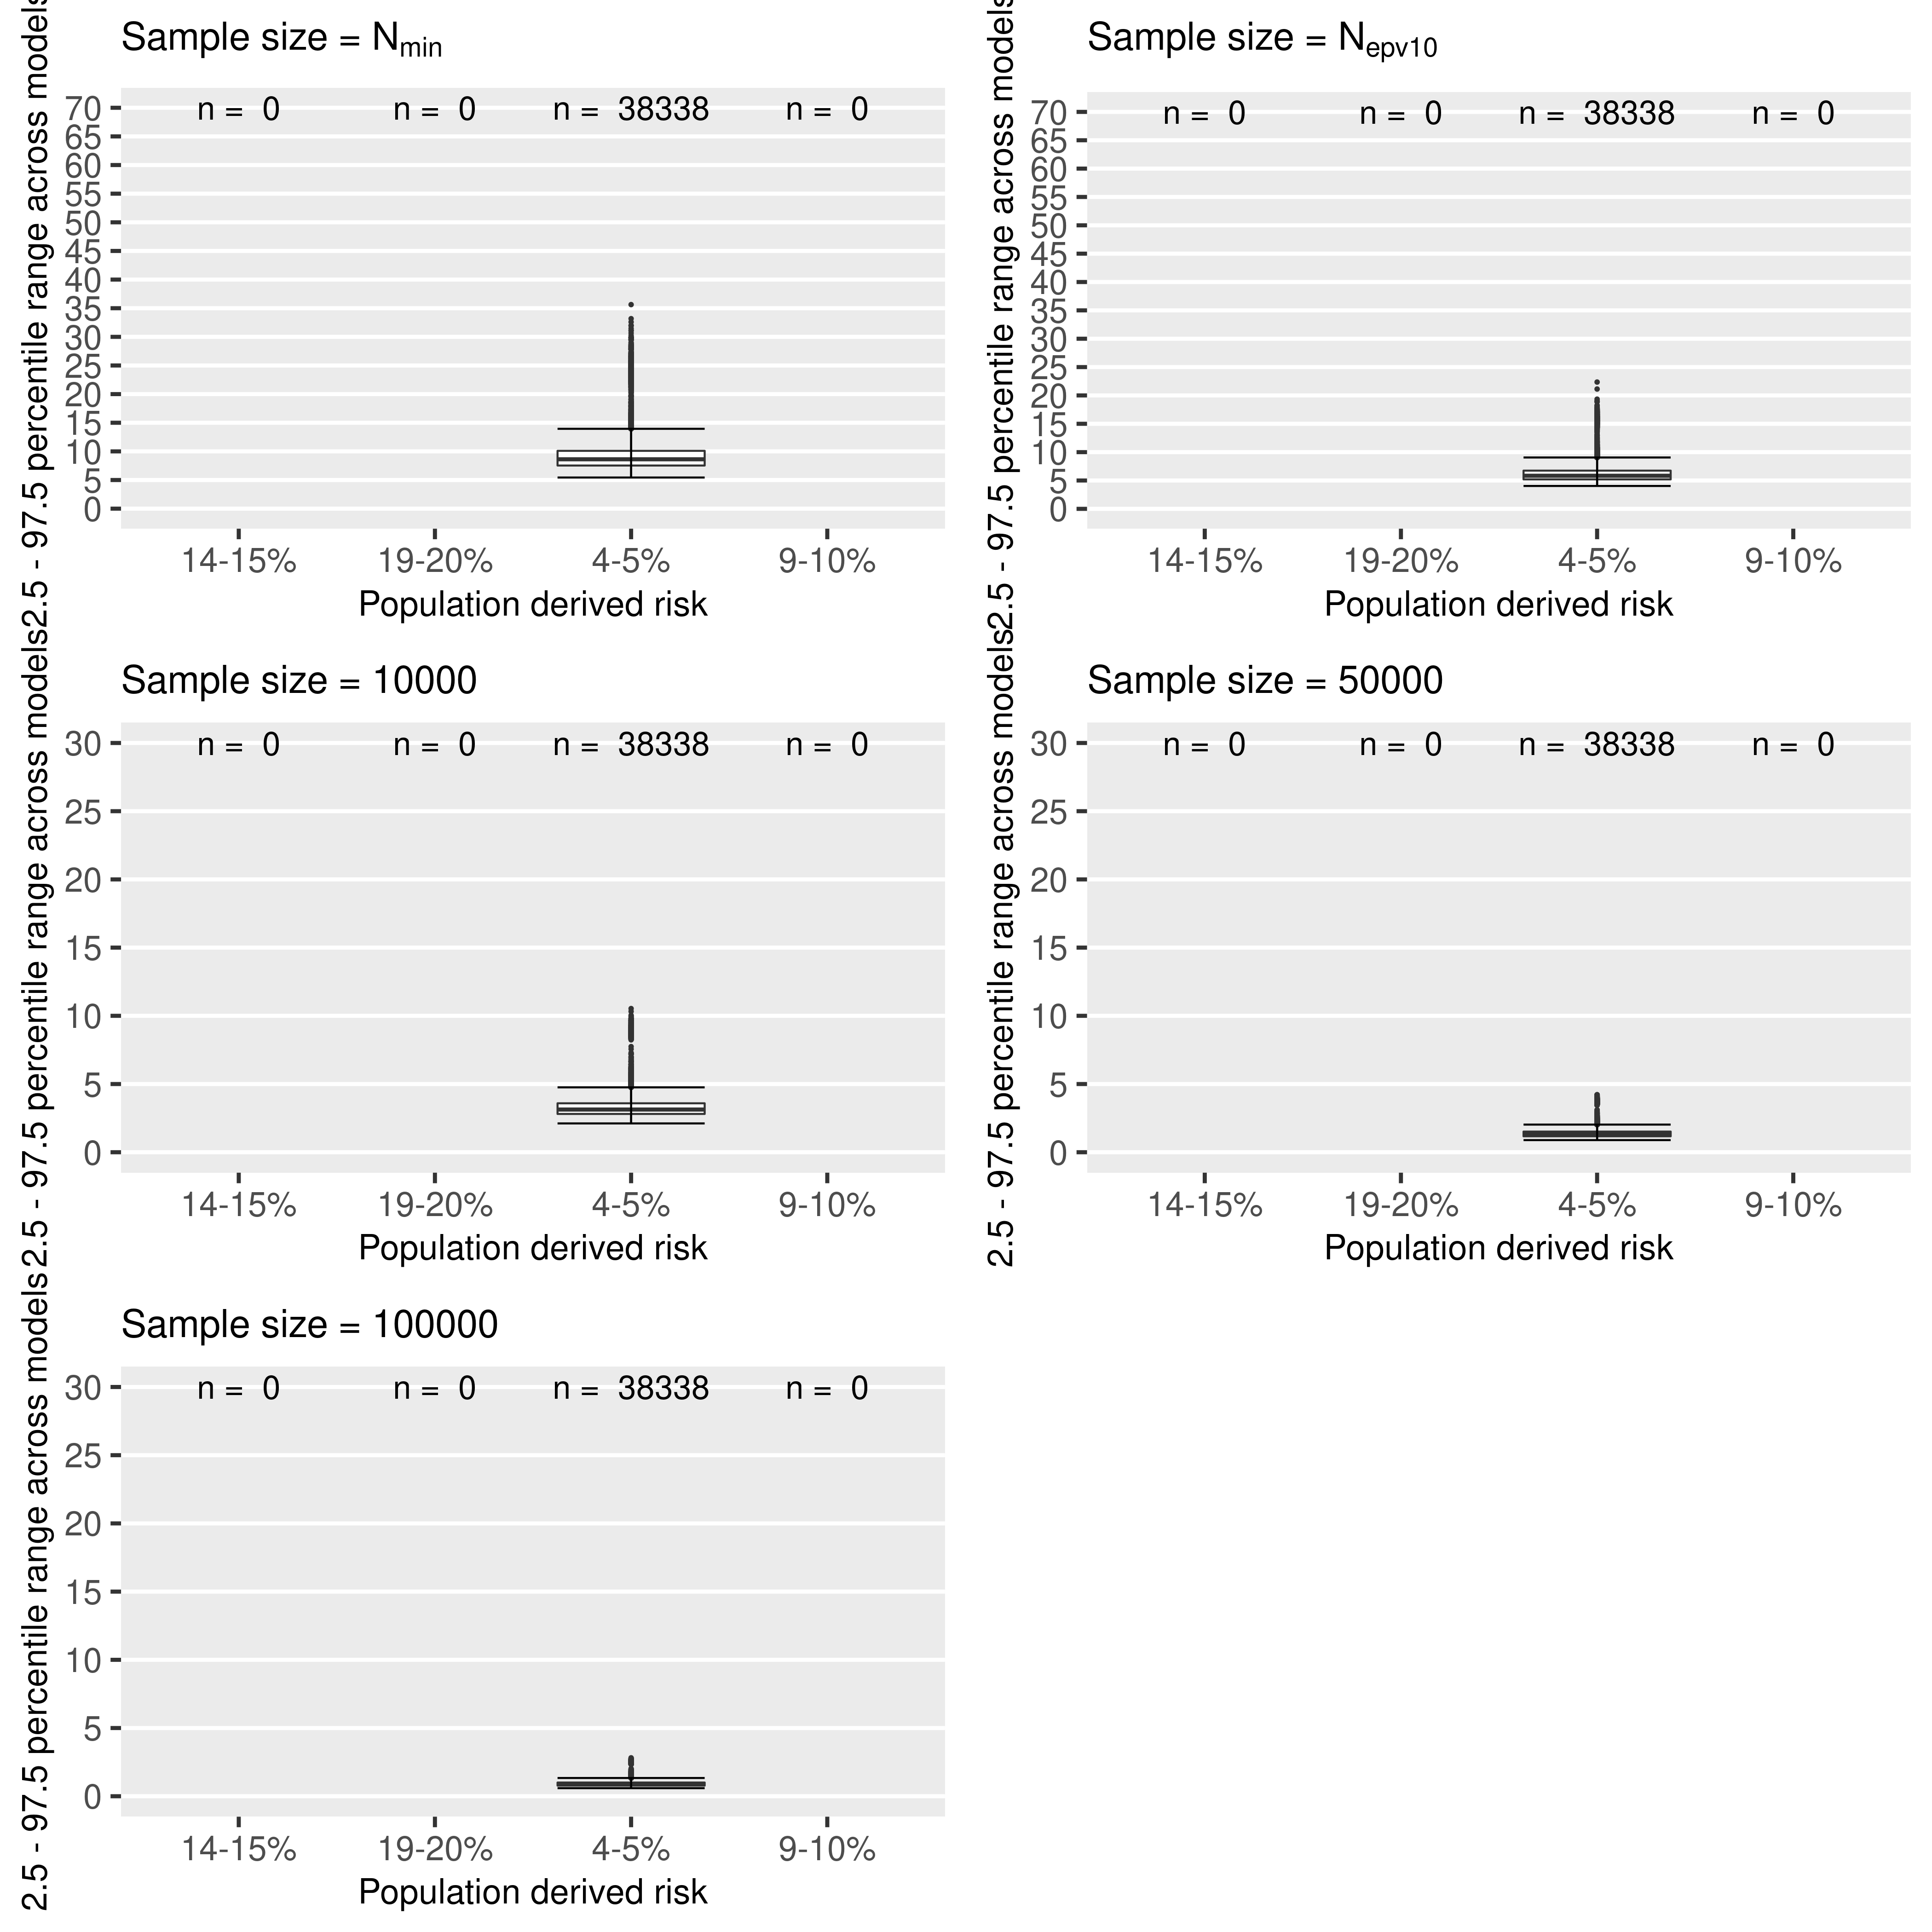 Sample size = Nmin
2.5 - 97.5 percentile range across models
70
65
60
55
50
45
40
35
30
25
20
15
10
5
0
n = 0 n = 0 n = 38338 n = 0
14-15% 19-20% 4-5% 9-10%
Population derived risk
Sample size = Nepv10
2.5 - 97.5 percentile range across models
70
65
60
55
50
45
40
35
30
25
20
15
10
5
0
n = 0 n = 0 n = 38338 n = 0
14-15% 19-20% 4-5% 9-10%
Population derived risk
Sample size = 10000
2.5 - 97.5 percentile range across models
30
25
20
15
10
5
0
n = 0 n = 0 n = 38338 n = 0
14-15% 19-20% 4-5% 9-10%
Population derived risk
Sample size = 50000
2.5 - 97.5 percentile range across models
30
25
20
15
10
5
0
n = 0 n = 0 n = 38338 n = 0
14-15% 19-20% 4-5% 9-10%
Population derived risk
Sample size = 100000
2.5 - 97.5 percentile range across models
30
25
20
15
10
5
0
n = 0 n = 0 n = 38338 n = 0
14-15% 19-20% 4-5% 9-10%
Population derived risk